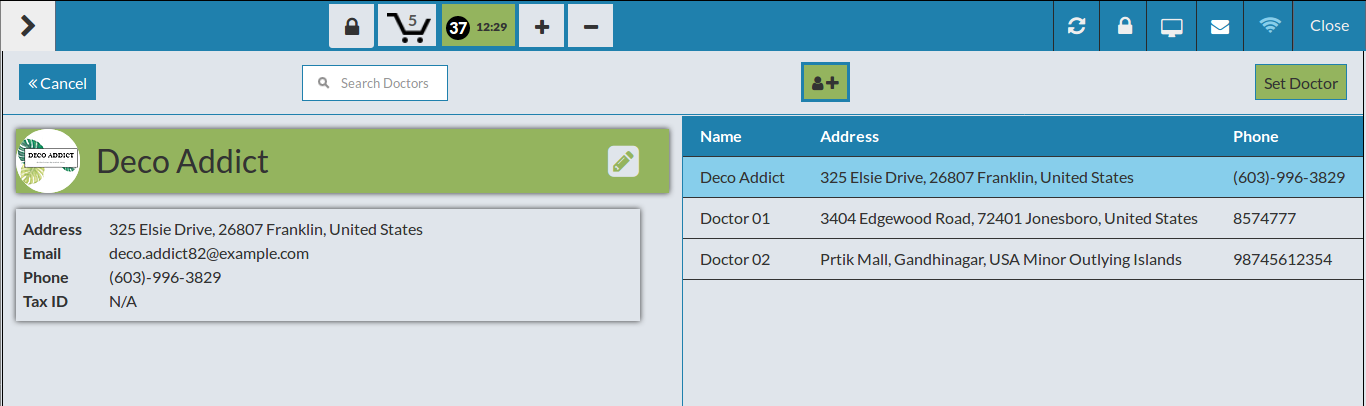 5
37 12:29
Close
Cancel
Search Doctors
Set Doctor
DECO ADDICT
Deco Addict
Address 325 Elsie Drive, 26807 Franklin, United States
Email deco.addict82@example.com
Phone (603)-996-3829
Tax ID N/A
Name Address Phone
Deco Addict 325 Elsie Drive, 26807 Franklin, United States (603)-996-3829
Doctor 01 3404 Edgewood Road, 72401 Jonesboro, United States 8574777
Doctor 02 Prtik Mall, Gandhinagar, USA Minor Outlying Islands 98745612354